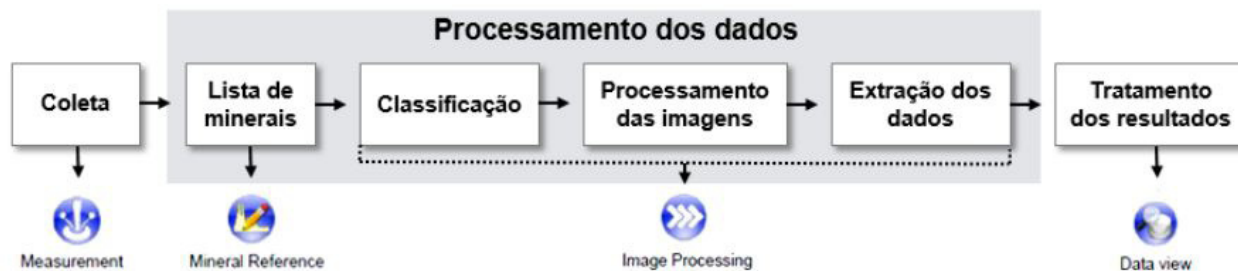 Processamento dos dados
Coleta
Lista de
minerais
Classificação
Processamento
das imagens
Extração dos
dados
Tratamento
dos resultados
Measurement
Mineral Reference
Image Processing
Data view